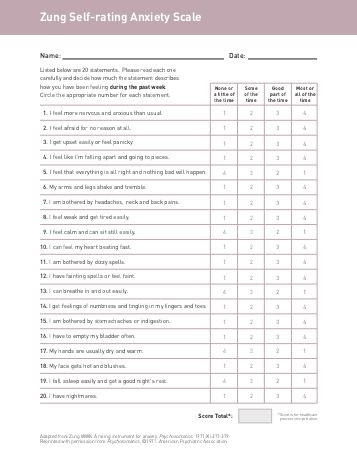 Zung Self-rating Anxiety Scale
Name:
Date:
Listed below are 20 statements. Please read each one
carefully and decide how much the statement describes
how you have been feeling during the past week.
Circle the appropriate number for each statement.
None or a little of the time
Some of the time
Good part of the time
Most or all of the time
1. I feel more nervous and anxious than usual. 1 2 3 4
2. I feel afraid for no reason at all. 1 2 3 4
3. I get upset easily or feel panicky. 1 2 3 4
4. I feel like I'm falling apart and going to pieces. 1 2 3 4
5. I feel that everything is all right and nothing bad will happen. 4 3 2 1
6. My arms and legs shake and tremble. 1 2 3 4
7. I am bothered by headaches, neck and back pains. 1 2 3 4
8. I feel weak and get tired easily. 1 2 3 4
9. I feel calm and can sit still easily. 4 3 2 1
10. I can feel my heart beating fast. 1 2 3 4
11. I am bothered by dizzy spells. 1 2 3 4
12. I have fainting spells or feel faint. 1 2 3 4
13. I can breathe in and out easily. 4 3 2 1
14. I get feelings of numbness and tingling in my fingers and toes. 1 2 3 4
15. I am bothered by stomachaches or indigestion. 1 2 3 4
16. I have to empty my bladder often. 1 2 3 4
17. My hands are usually dry and warm. 4 3 2 1
18. My face gets hot and blushes. 1 2 3 4
19. I fall asleep easily and get a good night's rest. 4 3 2 1
20. I have nightmares. 1 2 3 4
Score Total*:
*Score is for healthcare
Adapted from Zung WWK. A rating instrument for anxiety. Psychosomatics. 1971;
Reprinted with permission from Psychosomatics, ©1971. American Psychiatric Association.